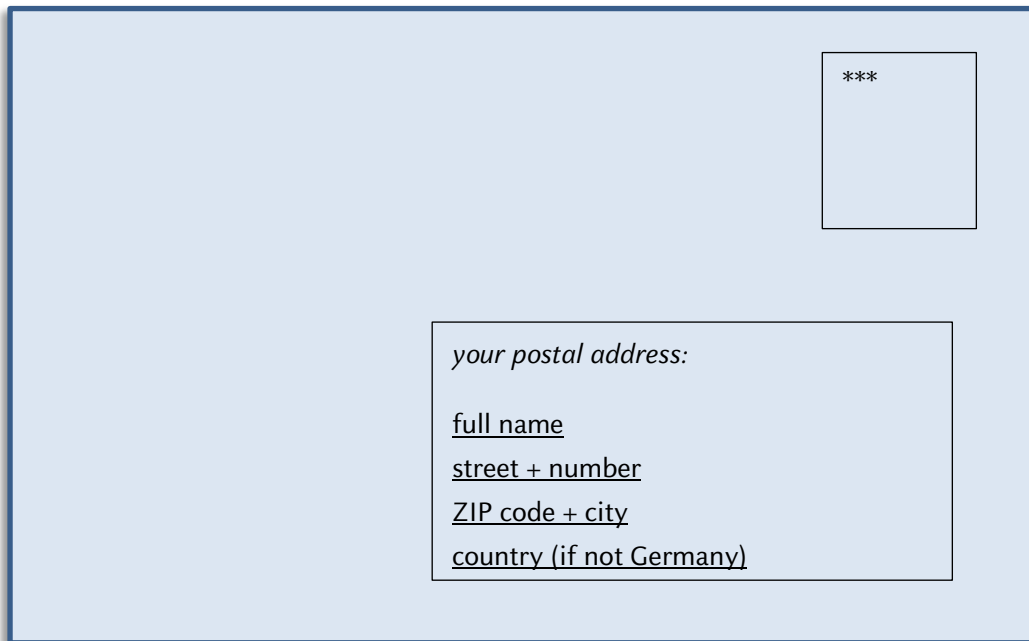 ***
your postal address:
full name
street + number
ZIP code + city
country (if not Germany)